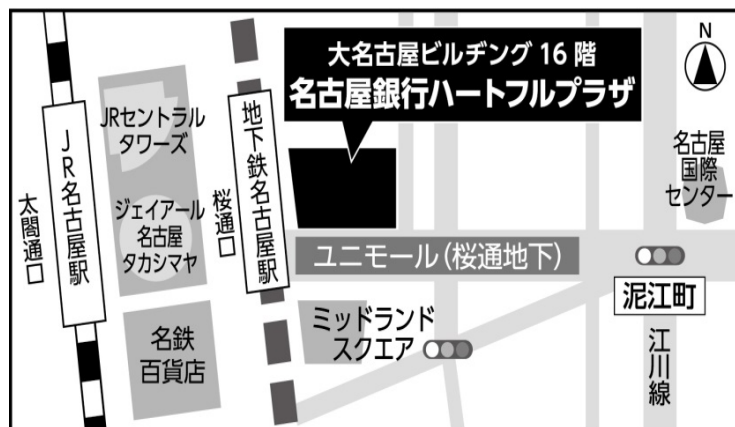 大名古屋ビルヂング 16 階
名古屋銀行ハートフルプラザ
N
JRセントラル
タワーズ
JR名古屋駅
地下鉄名古屋駅
桜通口
太閤通口
ジェイアール
名古屋
タカシマヤ
名古屋
国際
センター
ユニモール(桜通地下)
泥江町
ミッドランド
スクエア
名鉄
百貨店
江川線